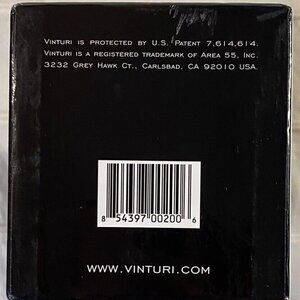 VINTURI IS PROTECTED BY U.S. PATENT 7,614,614.
VINTURI IS A REGISTERED TRADEMARK OF AREA 55, INC.
3232 GREY HAWK CT., CARLSBAD, CA 92010 USA.
8 54397 00200 6
WWW.VINTURI.COM